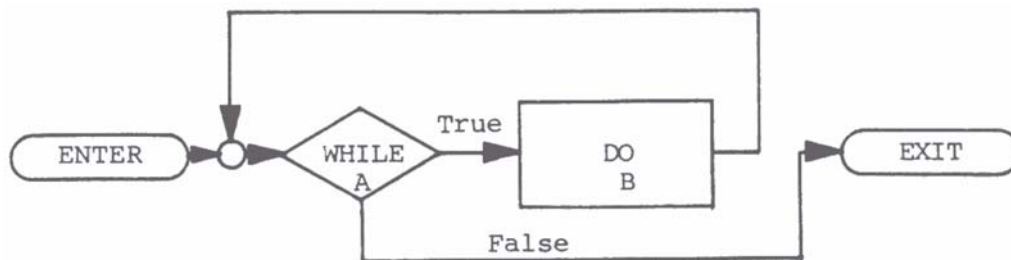 ENTER
WHILE
A
True
DO
B
False
EXIT